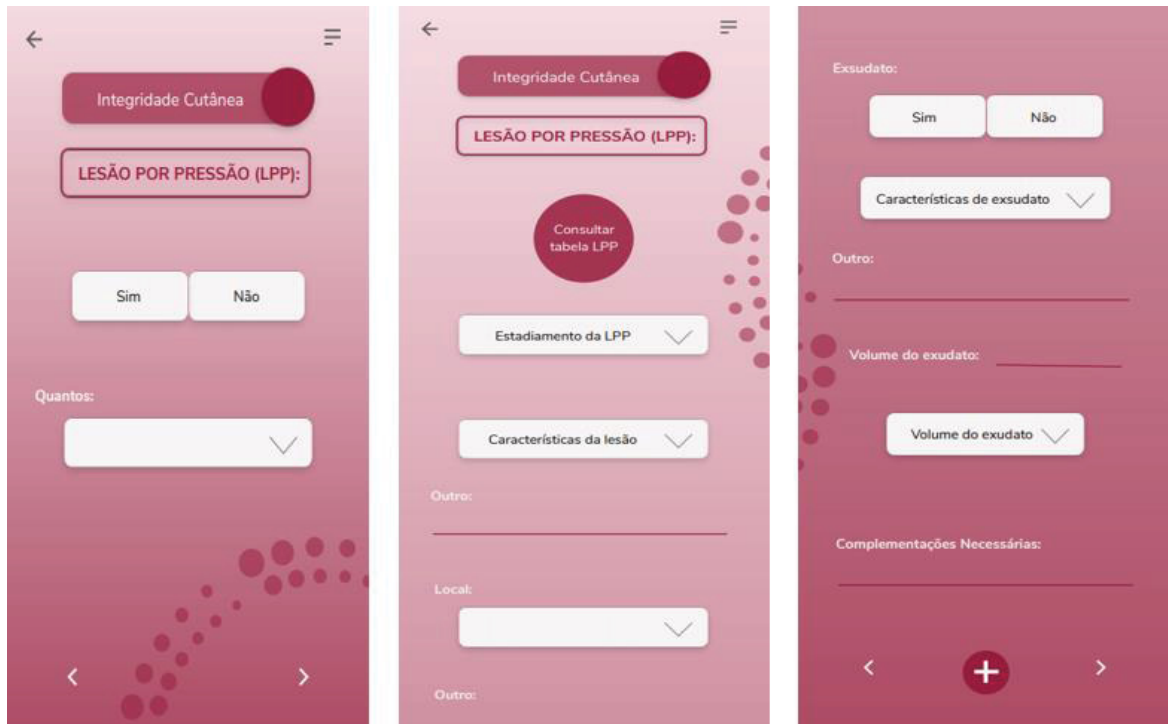 Integridade Cutânea
LESÃO POR PRESSÃO (LPP):
Sim
Não
Quantos:
Integridade Cutânea
LESÃO POR PRESSÃO (LPP):
Consultar
tabela LPP
Estadiamento da LPP
Características da lesão
Outro:
Local:
Outro:
Exsudato:
Sim
Não
Características de exsudato
Outro:
Volume do exudato:
Volume do exudato
Complementações Necessárias: